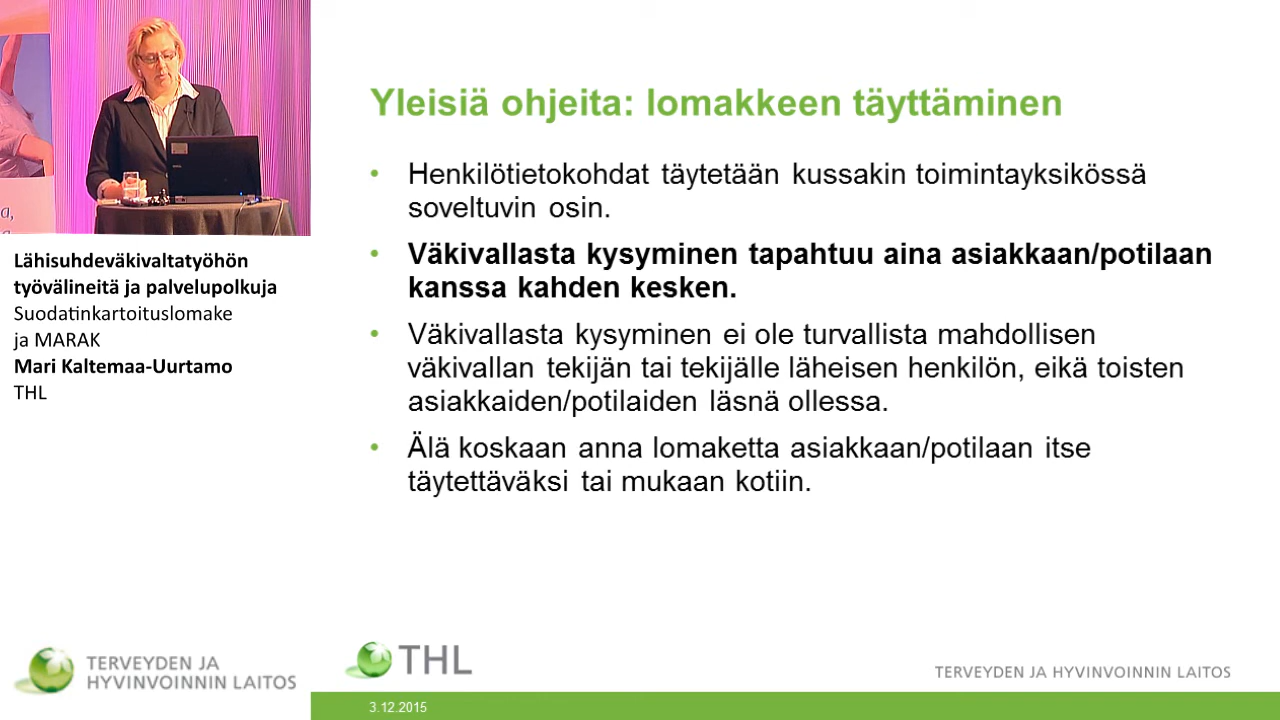 a,
Lähisuhdeväkivaltatyöhön
työvälineitä ja palvelupolkuja
Suodatinkartoituslomake
ja MARAK
Mari Kaltemaa-Uurtamo
THL
TERVEYDEN JA
HYVINVOINNIN LAITOS
Yleisiä ohjeita: lomakkeen täyttäminen
• Henkilötietokohdat täytetään kussakin toimintayksikössä
soveltuvin osin.
• Väkivallasta kysyminen tapahtuu aina asiakkaan/potilaan
kanssa kahden kesken.
• Väkivallasta kysyminen ei ole turvallista mahdollisen
väkivallan tekijän tai tekijälle läheisen henkilön, eikä toisten
asiakkaiden/potilaiden läsnä ollessa.
• Älä koskaan anna lomaketta asiakkaan/potilaan itse
täytettäväksi tai mukaan kotiin.
THL
TERVEYDEN JA HYVINVOINNIN LAITOS
3.12.2015